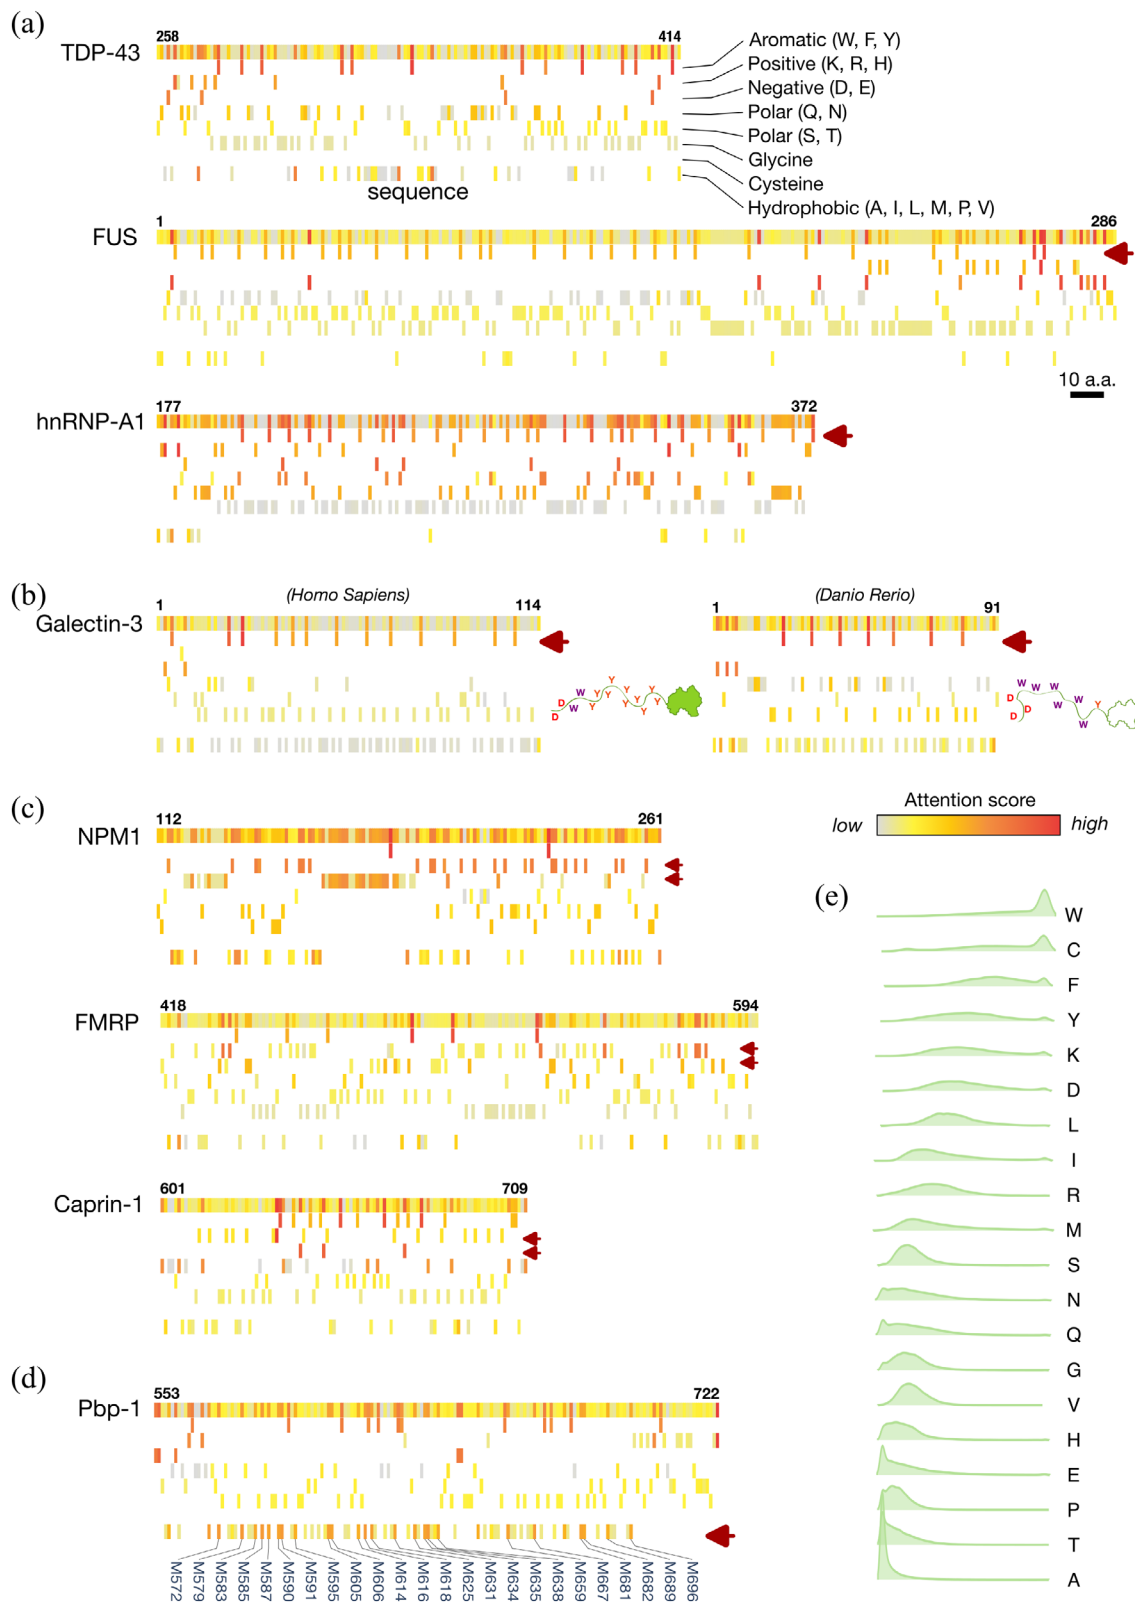 (a)
TDP-43
258
414
Aromatic (W, F, Y)
Positive (K, R, H)
Negative (D, E)
Polar (Q, N)
Polar (S, T)
Glycine
Cysteine
Hydrophobic (A, I, L, M, P, V)
sequence
FUS
1
286
10 a.a.
hnRNP-A1
177
372
(b)
Galectin-3
1
(Homo Sapiens)
114
1
(Danio Rerio)
91
D D W W Y Y Y Y Y Y Y Y Y Y
D D D W W W W W W Y
(c)
NPM1
112
261
Attention score
low
high
FMRP
418
594
Caprin-1
601
709
(d)
Pbp-1
553
722
M572
M579
M583
M585
M587
M590
M591
M595
M605
M606
M614
M616
M618
M625
M631
M634
M635
M638
M659
M667
M681
M682
M689
M696
(e)
W
C
F
Y
K
D
L
I
R
M
S
N
Q
G
V
H
E
P
T
A